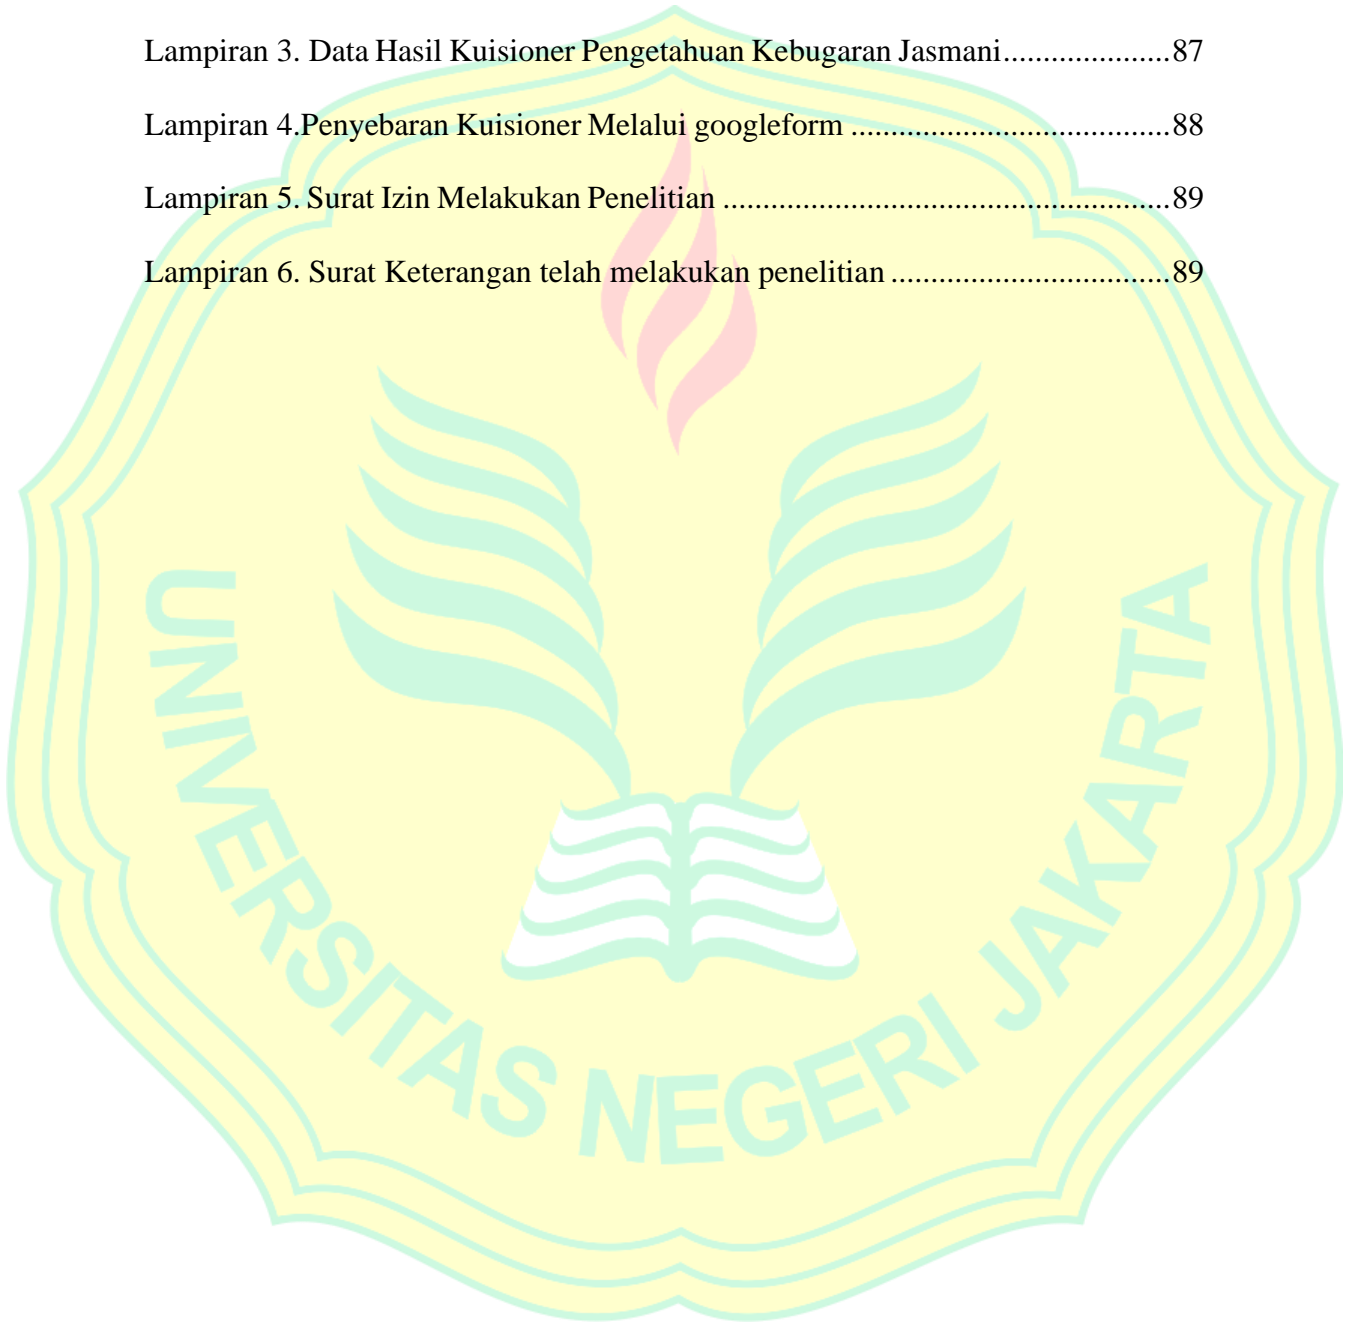 Lampiran 3. Data Hasil Kuisioner Pengetahuan Kebugaran Jasmani.....................87
Lampiran 4.Penyebaran Kuisioner Melalui googleform ........................................88
Lampiran 5. Surat Izin Melakukan Penelitian ........................................................89
Lampiran 6. Surat Keterangan telah melakukan penelitian ...................................89
UNIVERSITAS NEGERI JAKARTA